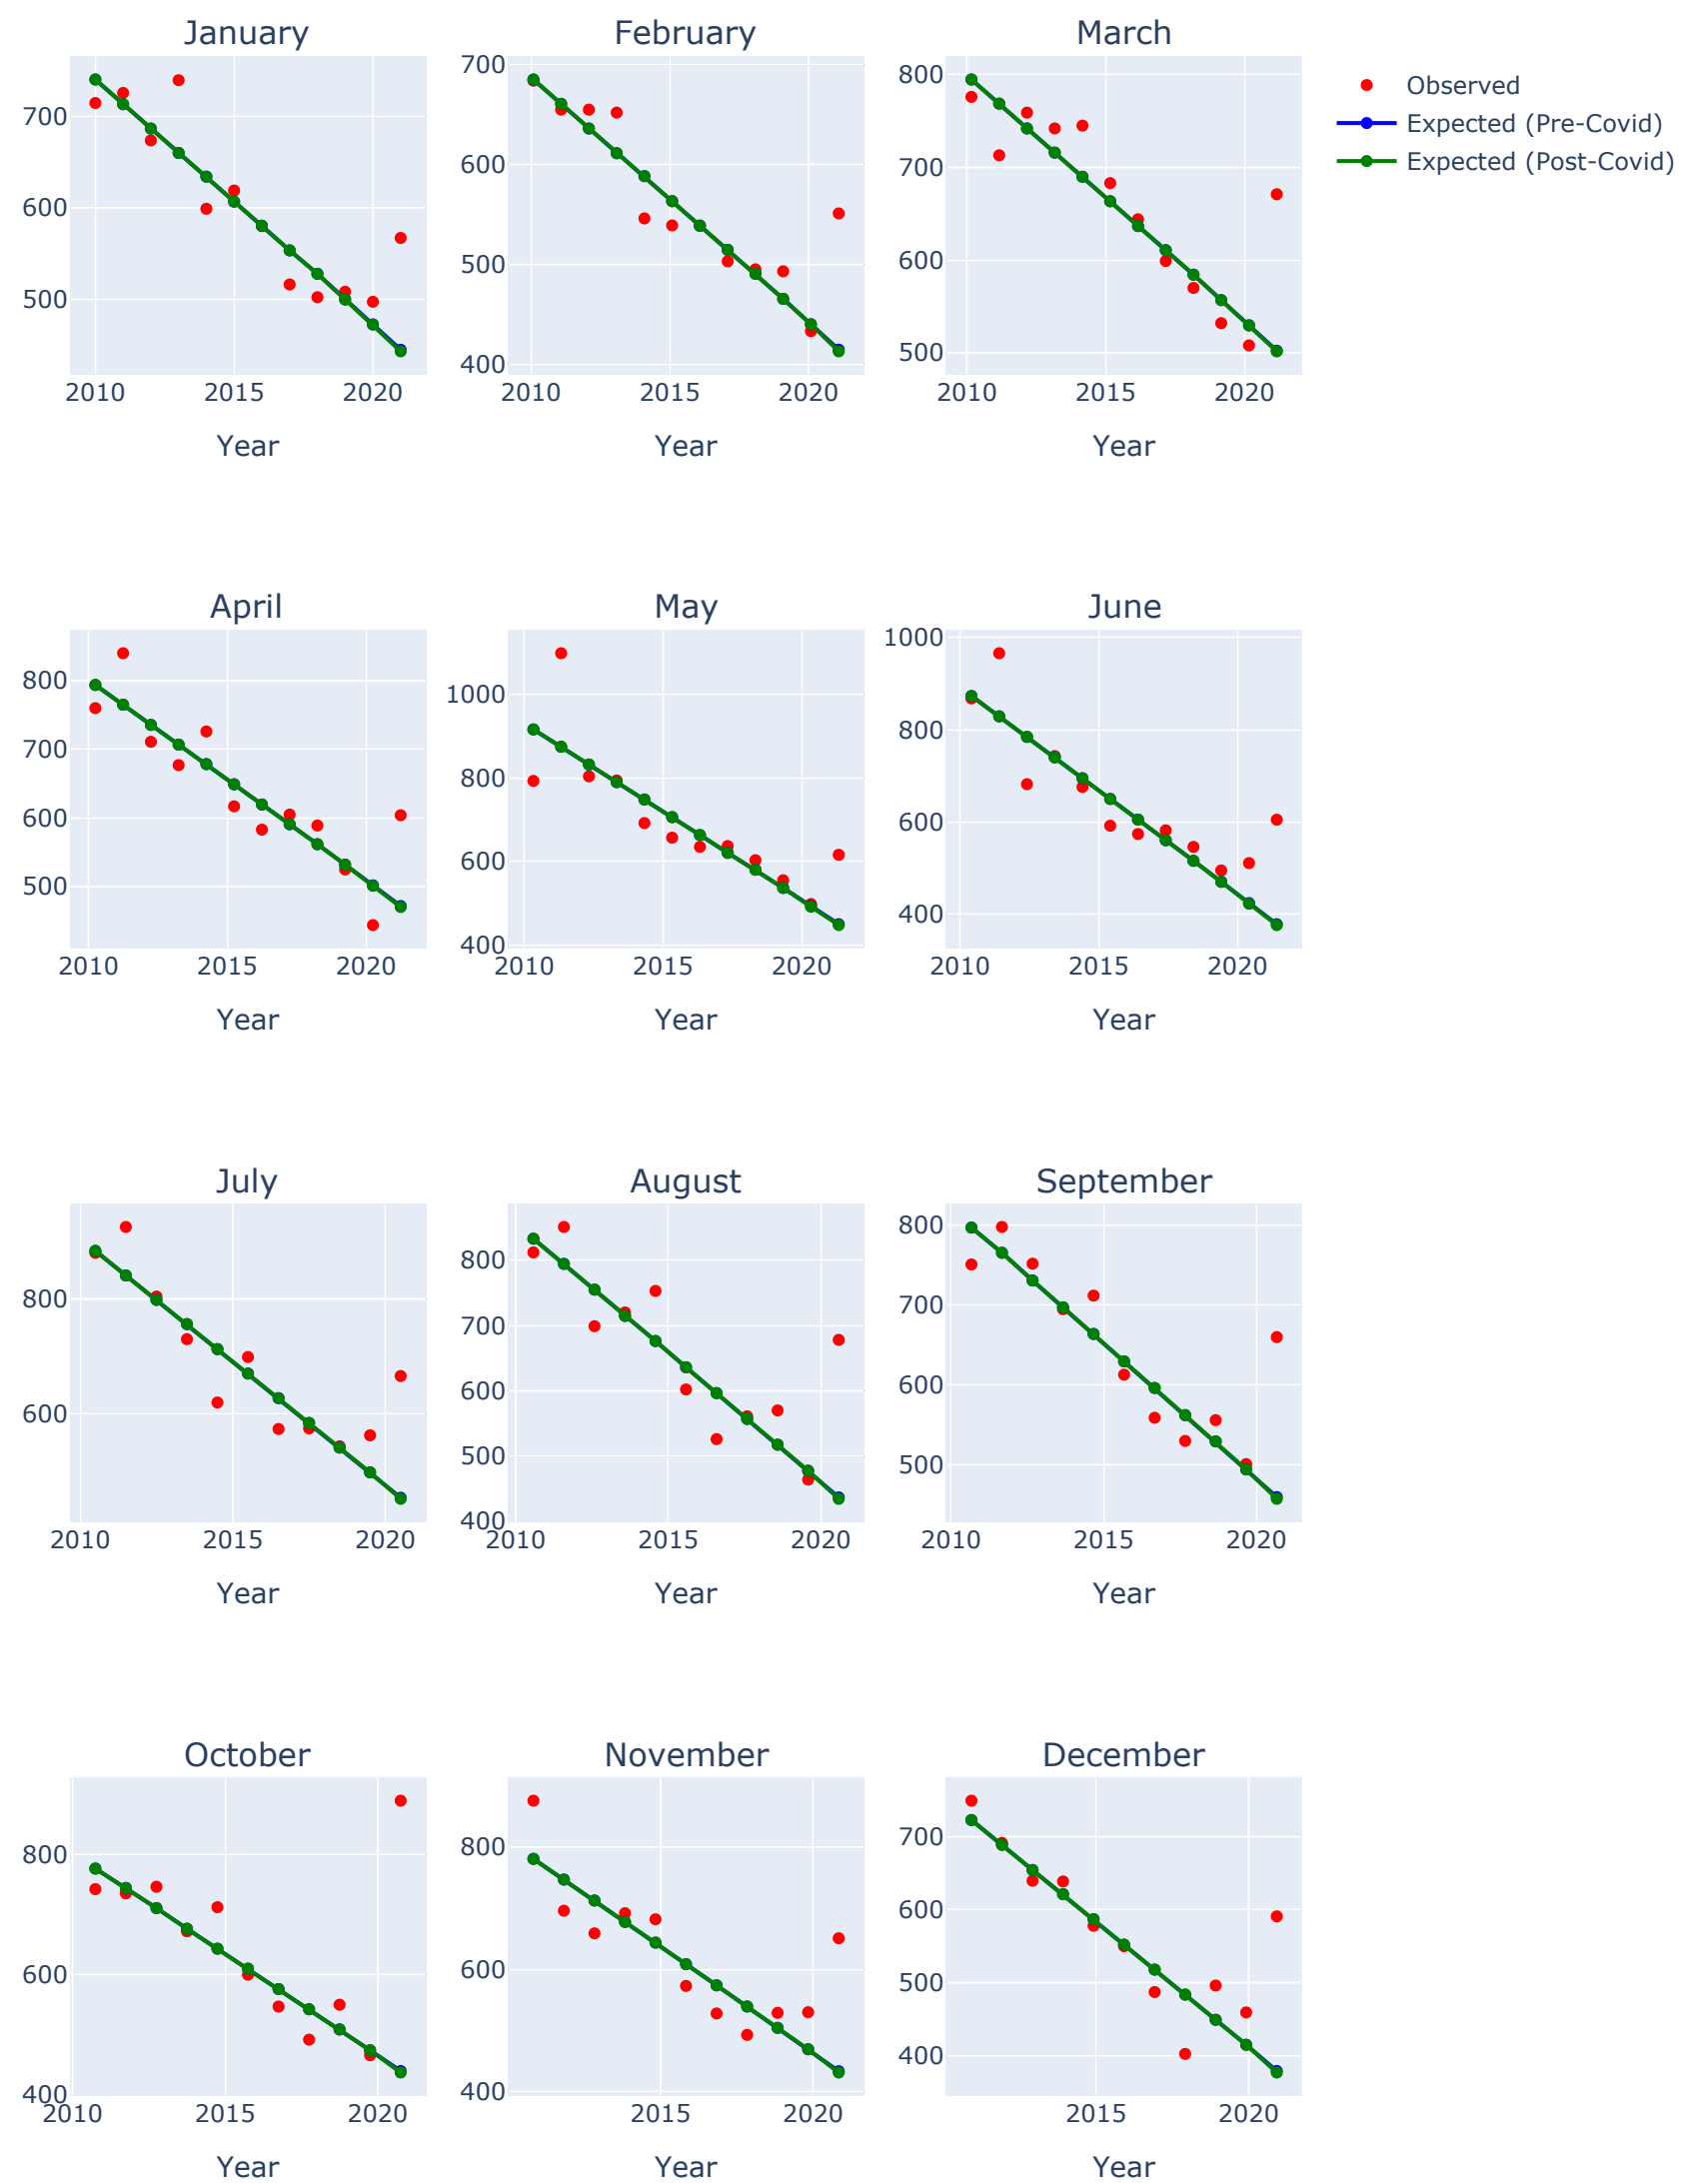 January
February
March
700
600
500
2010
2015
2020
Year
700
600
500
400
2010
2015
2020
Year
800
700
600
500
2010
2015
2020
Year
Observed
Expected (Pre-Covid)
Expected (Post-Covid)
April
May
June
800
700
600
500
2010
2015
2020
Year
1000
800
600
400
2010
2015
2020
Year
1000
800
600
400
2010
2015
2020
Year
July
August
September
800
600
2010
2015
2020
Year
800
700
600
500
400
2010
2015
2020
Year
800
700
600
500
2010
2015
2020
Year
October
November
December
800
600
400
2010
2015
2020
Year
800
600
400
2015
2020
Year
700
600
500
400
2015
2020
Year